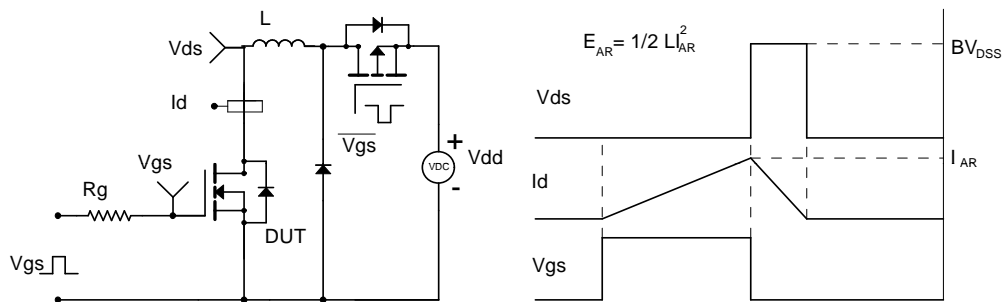 L
Vds
Id
Vgs
Rg
DUT
Vgs
Vgs
VDC
+
Vdd
-
E_AR = 1/2 LI_AR^2
BV_DSS
Vds
I_AR
Id
Vgs